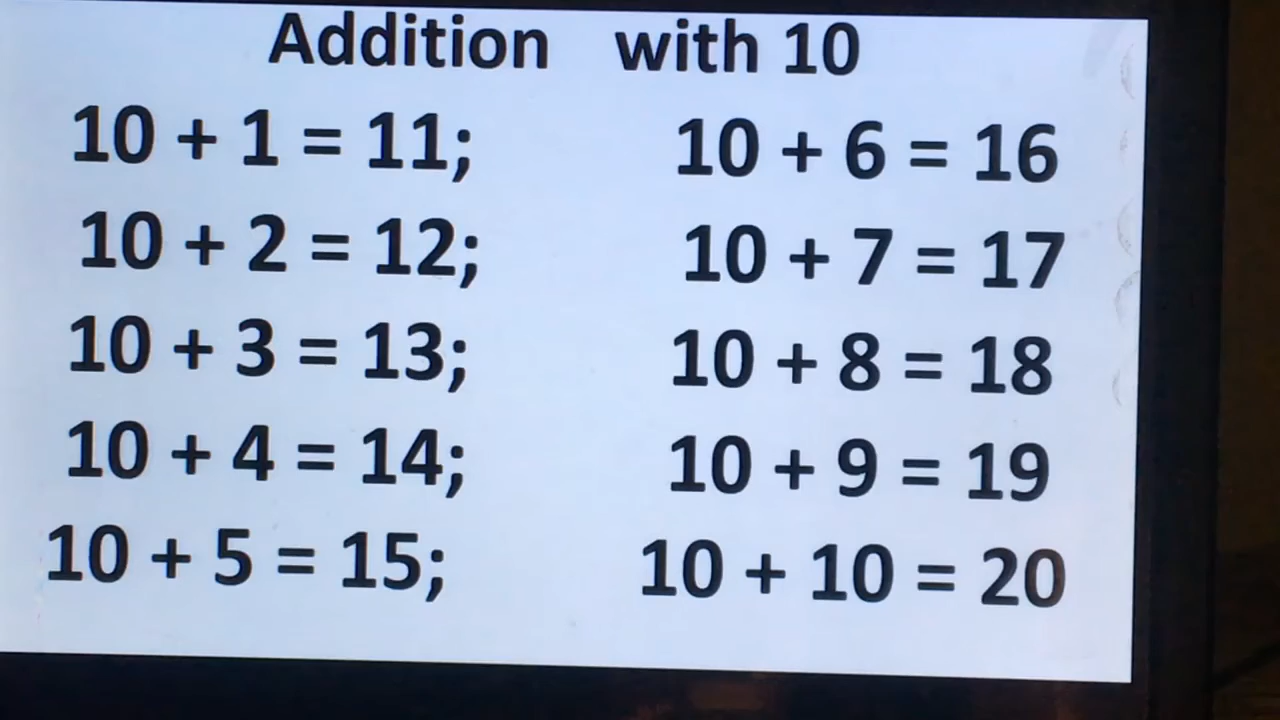 Addition with 10
10 + 1 = 11; 10 + 6 = 16
10 + 2 = 12; 10 + 7 = 17
10 + 3 = 13; 10 + 8 = 18
10 + 4 = 14; 10 + 9 = 19
10 + 5 = 15; 10 + 10 = 20